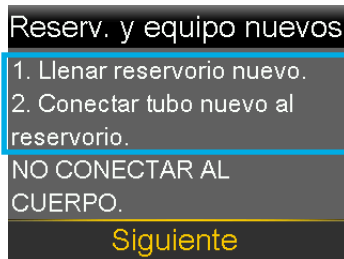 Reserv. y equipo nuevos
1. Llenar reservorio nuevo.
2. Conectar tubo nuevo al
reservorio.
NO CONECTAR AL
CUERPO.
Siguiente